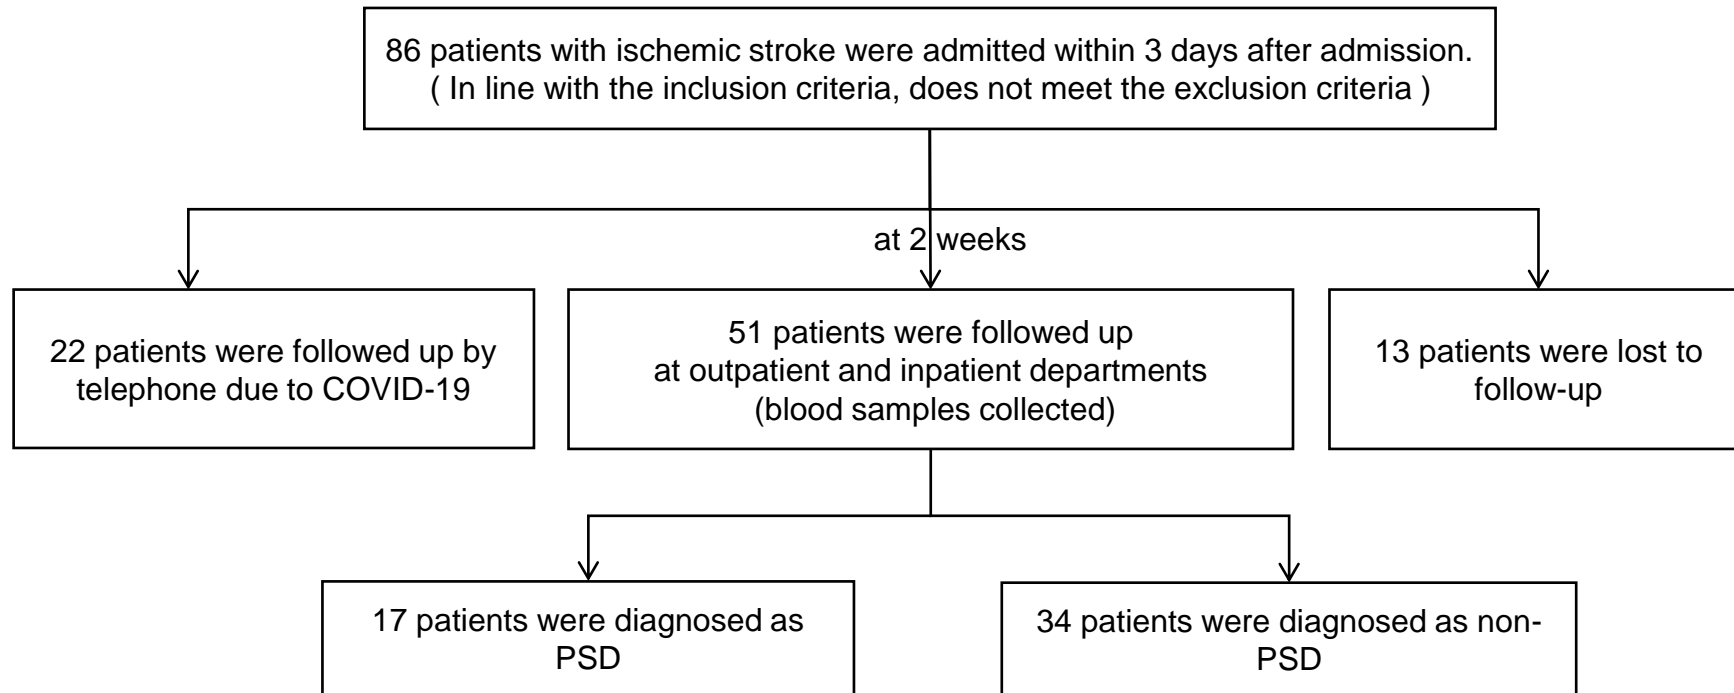 86 patients with ischemic stroke were admitted within 3 days after admission.
( In line with the inclusion criteria, does not meet the exclusion criteria )
at 2 weeks
22 patients were followed up by
telephone due to COVID-19
51 patients were followed up
at outpatient and inpatient departments
(blood samples collected)
13 patients were lost to
follow-up
17 patients were diagnosed as
PSD
34 patients were diagnosed as non-
PSD